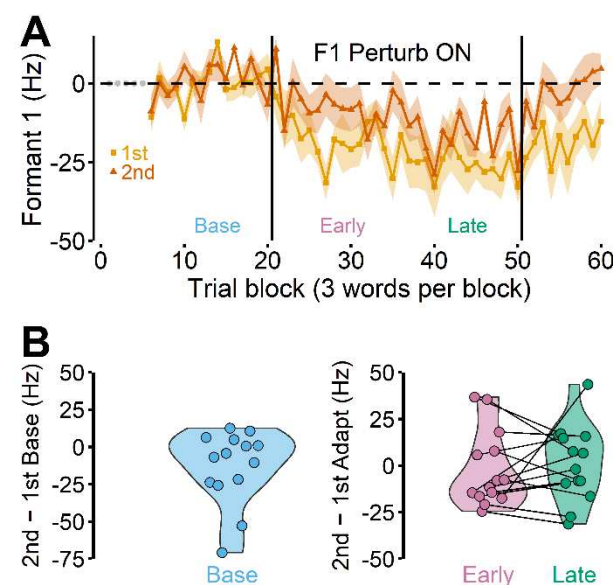 A
F1 Perturb ON
Formant 1 (Hz)
0
-25
-50
1st
2nd
Base
Early
Late
0
10
20
30
40
50
60
Trial block (3 words per block)
B
2nd − 1st Base (Hz)
50
25
0
-25
-50
-75
Base
2nd − 1st Adapt (Hz)
50
25
0
-25
-50
Early
Late